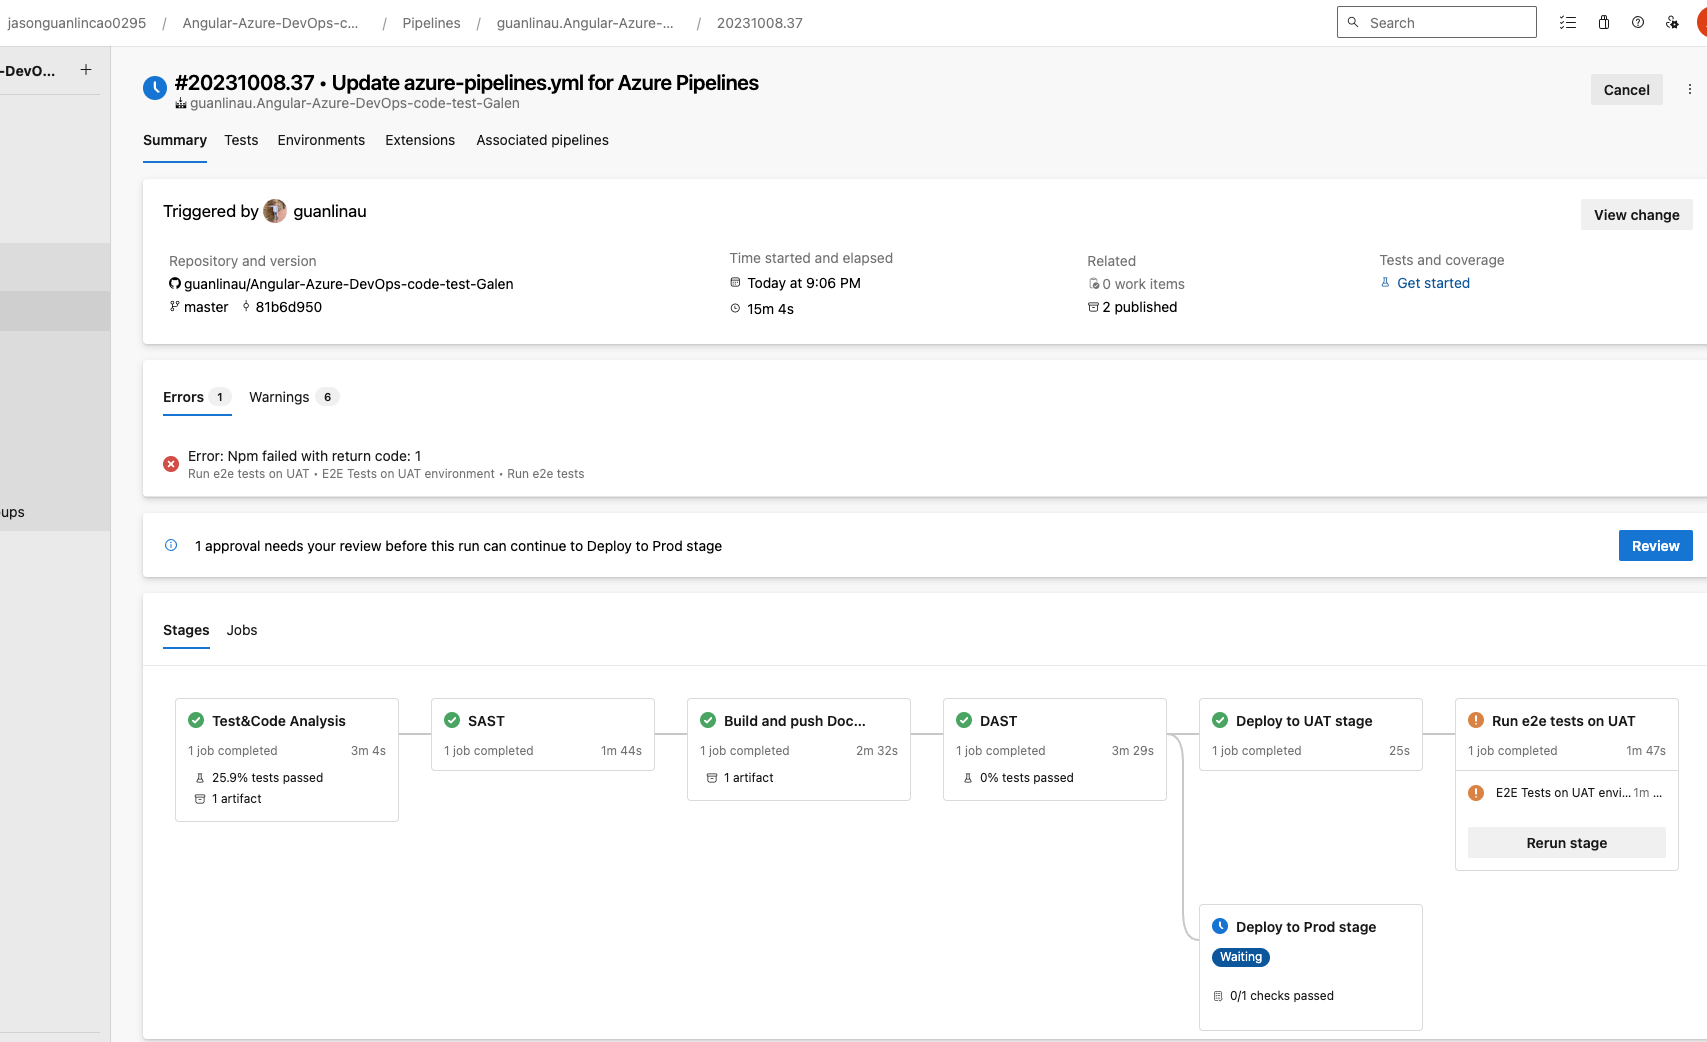 jasonguanlincao0295 / Angular-Azure-DevOps-c... / Pipelines / guanlinau.Angular-Azure-... / 20231008.37
Search
-DevO... +
#20231008.37 • Update azure-pipelines.yml for Azure Pipelines
guanlinau.Angular-Azure-DevOps-code-test-Galen
Cancel
Summary Tests Environments Extensions Associated pipelines
Triggered by guanlinau
View change
Repository and version
guanlinau/Angular-Azure-DevOps-code-test-Galen
master 81b6d950
Time started and elapsed
Today at 9:06 PM
15m 4s
Related
0 work items
2 published
Tests and coverage
Get started
Errors 1 Warnings 6
Error: Npm failed with return code: 1
Run e2e tests on UAT • E2E Tests on UAT environment • Run e2e tests
ups
1 approval needs your review before this run can continue to Deploy to Prod stage
Review
Stages Jobs
Test&Code Analysis
1 job completed 3m 4s
25.9% tests passed
1 artifact
SAST
1 job completed 1m 44s
Build and push Doc...
1 job completed 2m 32s
1 artifact
DAST
1 job completed 3m 29s
0% tests passed
Deploy to UAT stage
1 job completed 25s
Run e2e tests on UAT
1 job completed 1m 47s
E2E Tests on UAT envi... 1m ...
Rerun stage
Deploy to Prod stage
Waiting
0/1 checks passed